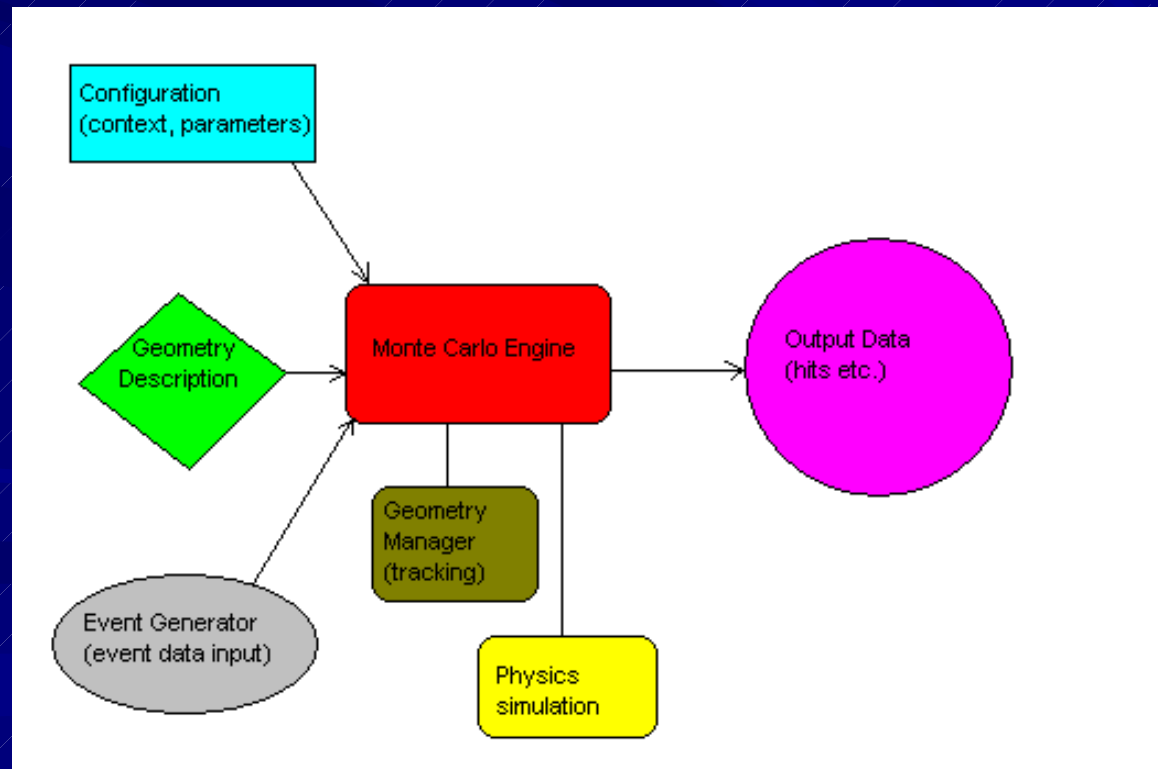 Configuration
(context, parameters)
Geometry
Description
Monte Carlo Engine
Output Data
(hits etc.)
Geometry
Manager
(tracking)
Event Generator
(event data input)
Physics
simulation